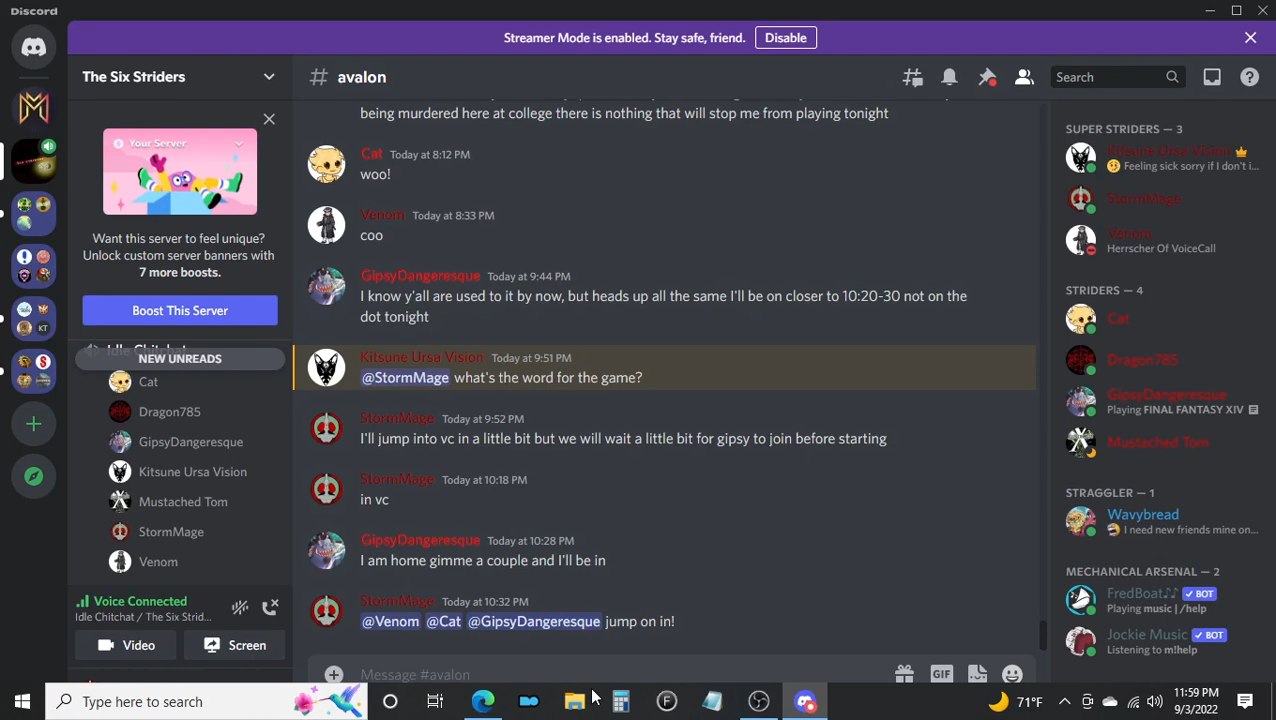 Discord
Streamer Mode is enabled. Stay safe, friend. Disable
The Six Striders
Your Server
Want this server to feel unique?
Unlock custom server banners with
7 more boosts.
Boost This Server
Idle Chitchat
NEW UNREADS
Cat
Dragon785
GipsyDangeresque
Kitsune Ursa Vision
Mustached Tom
StormMage
Venom
Voice Connected
Idle Chitchat / The Six Strid...
Video
Screen
# avalon
Search
being murdered here at college there is nothing that will stop me from playing tonight
Cat Today at 8:12 PM
woo!
Venom Today at 8:33 PM
coo
GipsyDangeresque Today at 9:44 PM
I know y'all are used to it by now, but heads up all the same I'll be on closer to 10:20-30 not on the
dot tonight
Kitsune Ursa Vision Today at 9:51 PM
@StormMage what's the word for the game?
StormMage Today at 9:52 PM
I'll jump into vc in a little bit but we will wait a little bit for gipsy to join before starting
StormMage Today at 10:18 PM
in vc
GipsyDangeresque Today at 10:28 PM
I am home gimme a couple and I'll be in
StormMage Today at 10:32 PM
@Venom @Cat @GipsyDangeresque jump on in!
Message #avalon
GIF
SUPER STRIDERS — 3
Kitsune Ursa Vision
Feeling sick sorry if I don't i...
StormMage
Venom
Herrscher Of VoiceCall
STRIDERS — 4
Cat
Dragon785
GipsyDangeresque
Playing FINAL FANTASY XIV
Mustached Tom
STRAGGLER — 1
Wavybread
I need new friends mine on...
MECHANICAL ARSENAL — 2
FredBoat♪♪ ✓ BOT
Playing music | /help
Jockie Music ✓ BOT
Listening to m!help
Type here to search
71°F
11:59 PM
9/3/2022